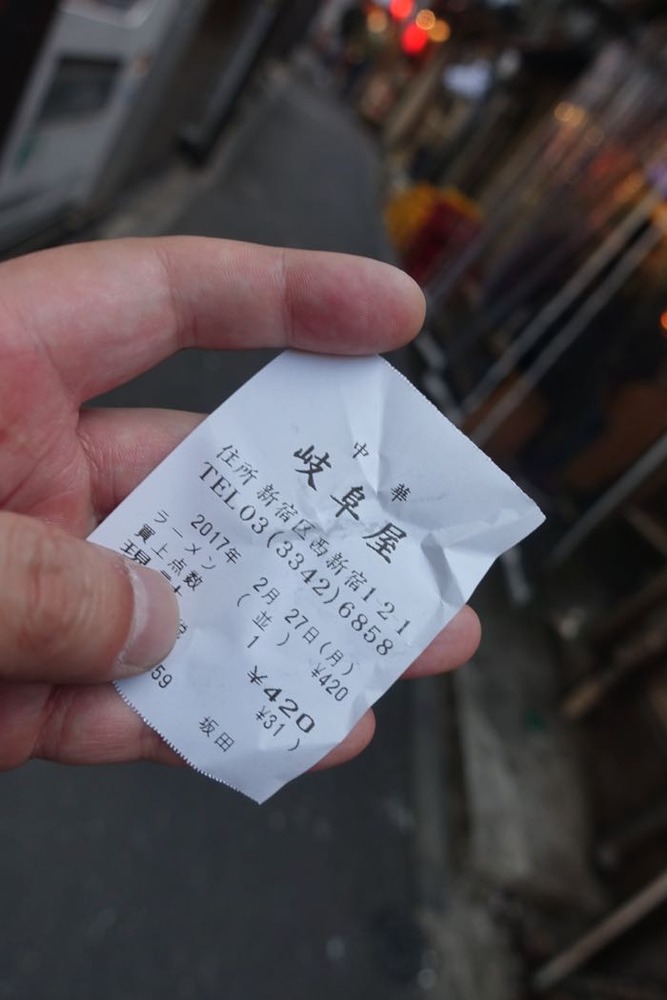 中華
岐阜屋
住所 新宿区西新宿1-2-1
TEL03(3342)6858
2017年 2月 27日(月)
ラーメン (並) ¥420
買上点数 1
現 ¥420
¥31)
59 坂田